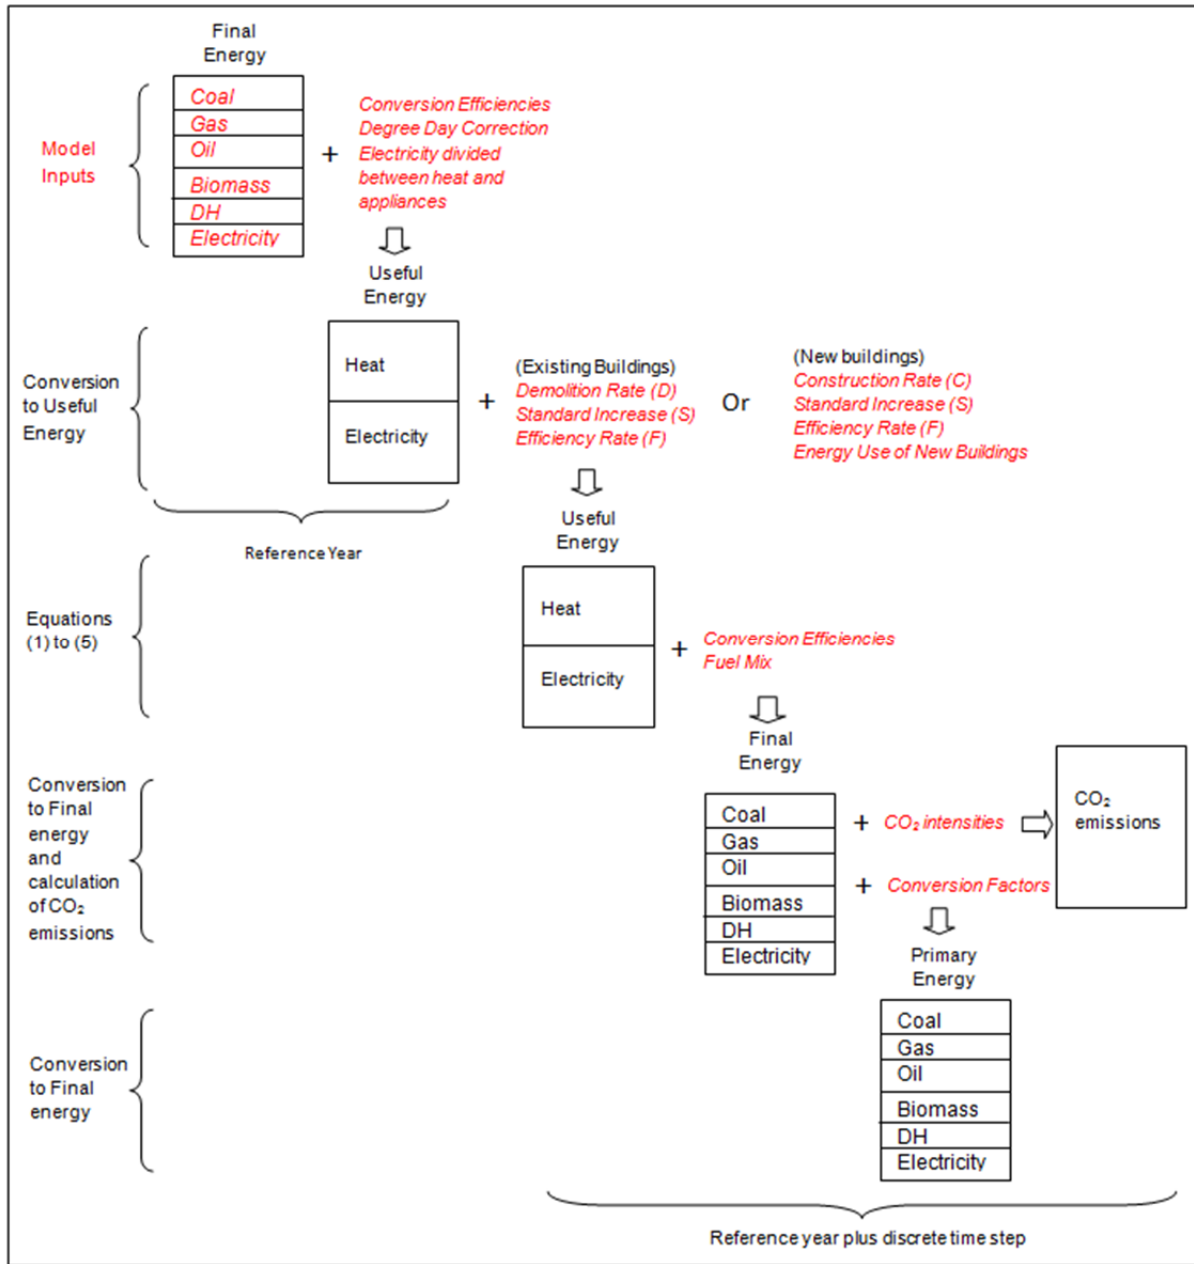 Final
Energy
Coal
Gas
Oil
Biomass
DH
Electricity
Model
Inputs
+
Conversion Efficiencies
Degree Day Correction
Electricity divided
between heat and
appliances
Useful
Energy
Heat
Electricity
Conversion
to Useful
Energy
+
(Existing Buildings)
Demolition Rate (D)
Standard Increase (S)
Efficiency Rate (F)
Or
(New buildings)
Construction Rate (C)
Standard Increase (S)
Efficiency Rate (F)
Energy Use of New Buildings
Reference Year
Useful
Energy
Heat
Electricity
Equations
(1) to (5)
+
Conversion Efficiencies
Fuel Mix
Final
Energy
Coal
Gas
Oil
Biomass
DH
Electricity
Conversion
to Final
energy
and
calculation
of CO₂
emissions
+ CO₂ intensities
CO₂
emissions
+ Conversion Factors
Primary
Energy
Coal
Gas
Oil
Biomass
DH
Electricity
Conversion
to Final
energy
Reference year plus discrete time step